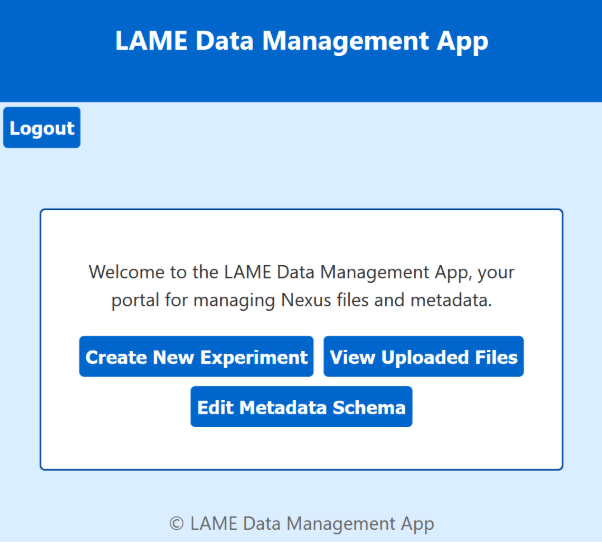 LAME Data Management App
Logout
Welcome to the LAME Data Management App, your
portal for managing Nexus files and metadata.
Create New Experiment
View Uploaded Files
Edit Metadata Schema
© LAME Data Management App